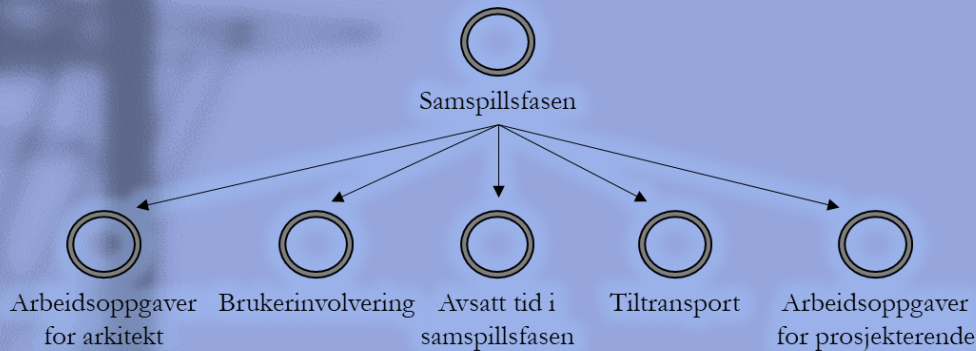 Samspillsfasen
Arbeidsoppgaver
for arkitekt
Brukerinvolvering
Avsatt tid i
samspillsfasen
Tiltransport
Arbeidsoppgaver
for prosjekterende